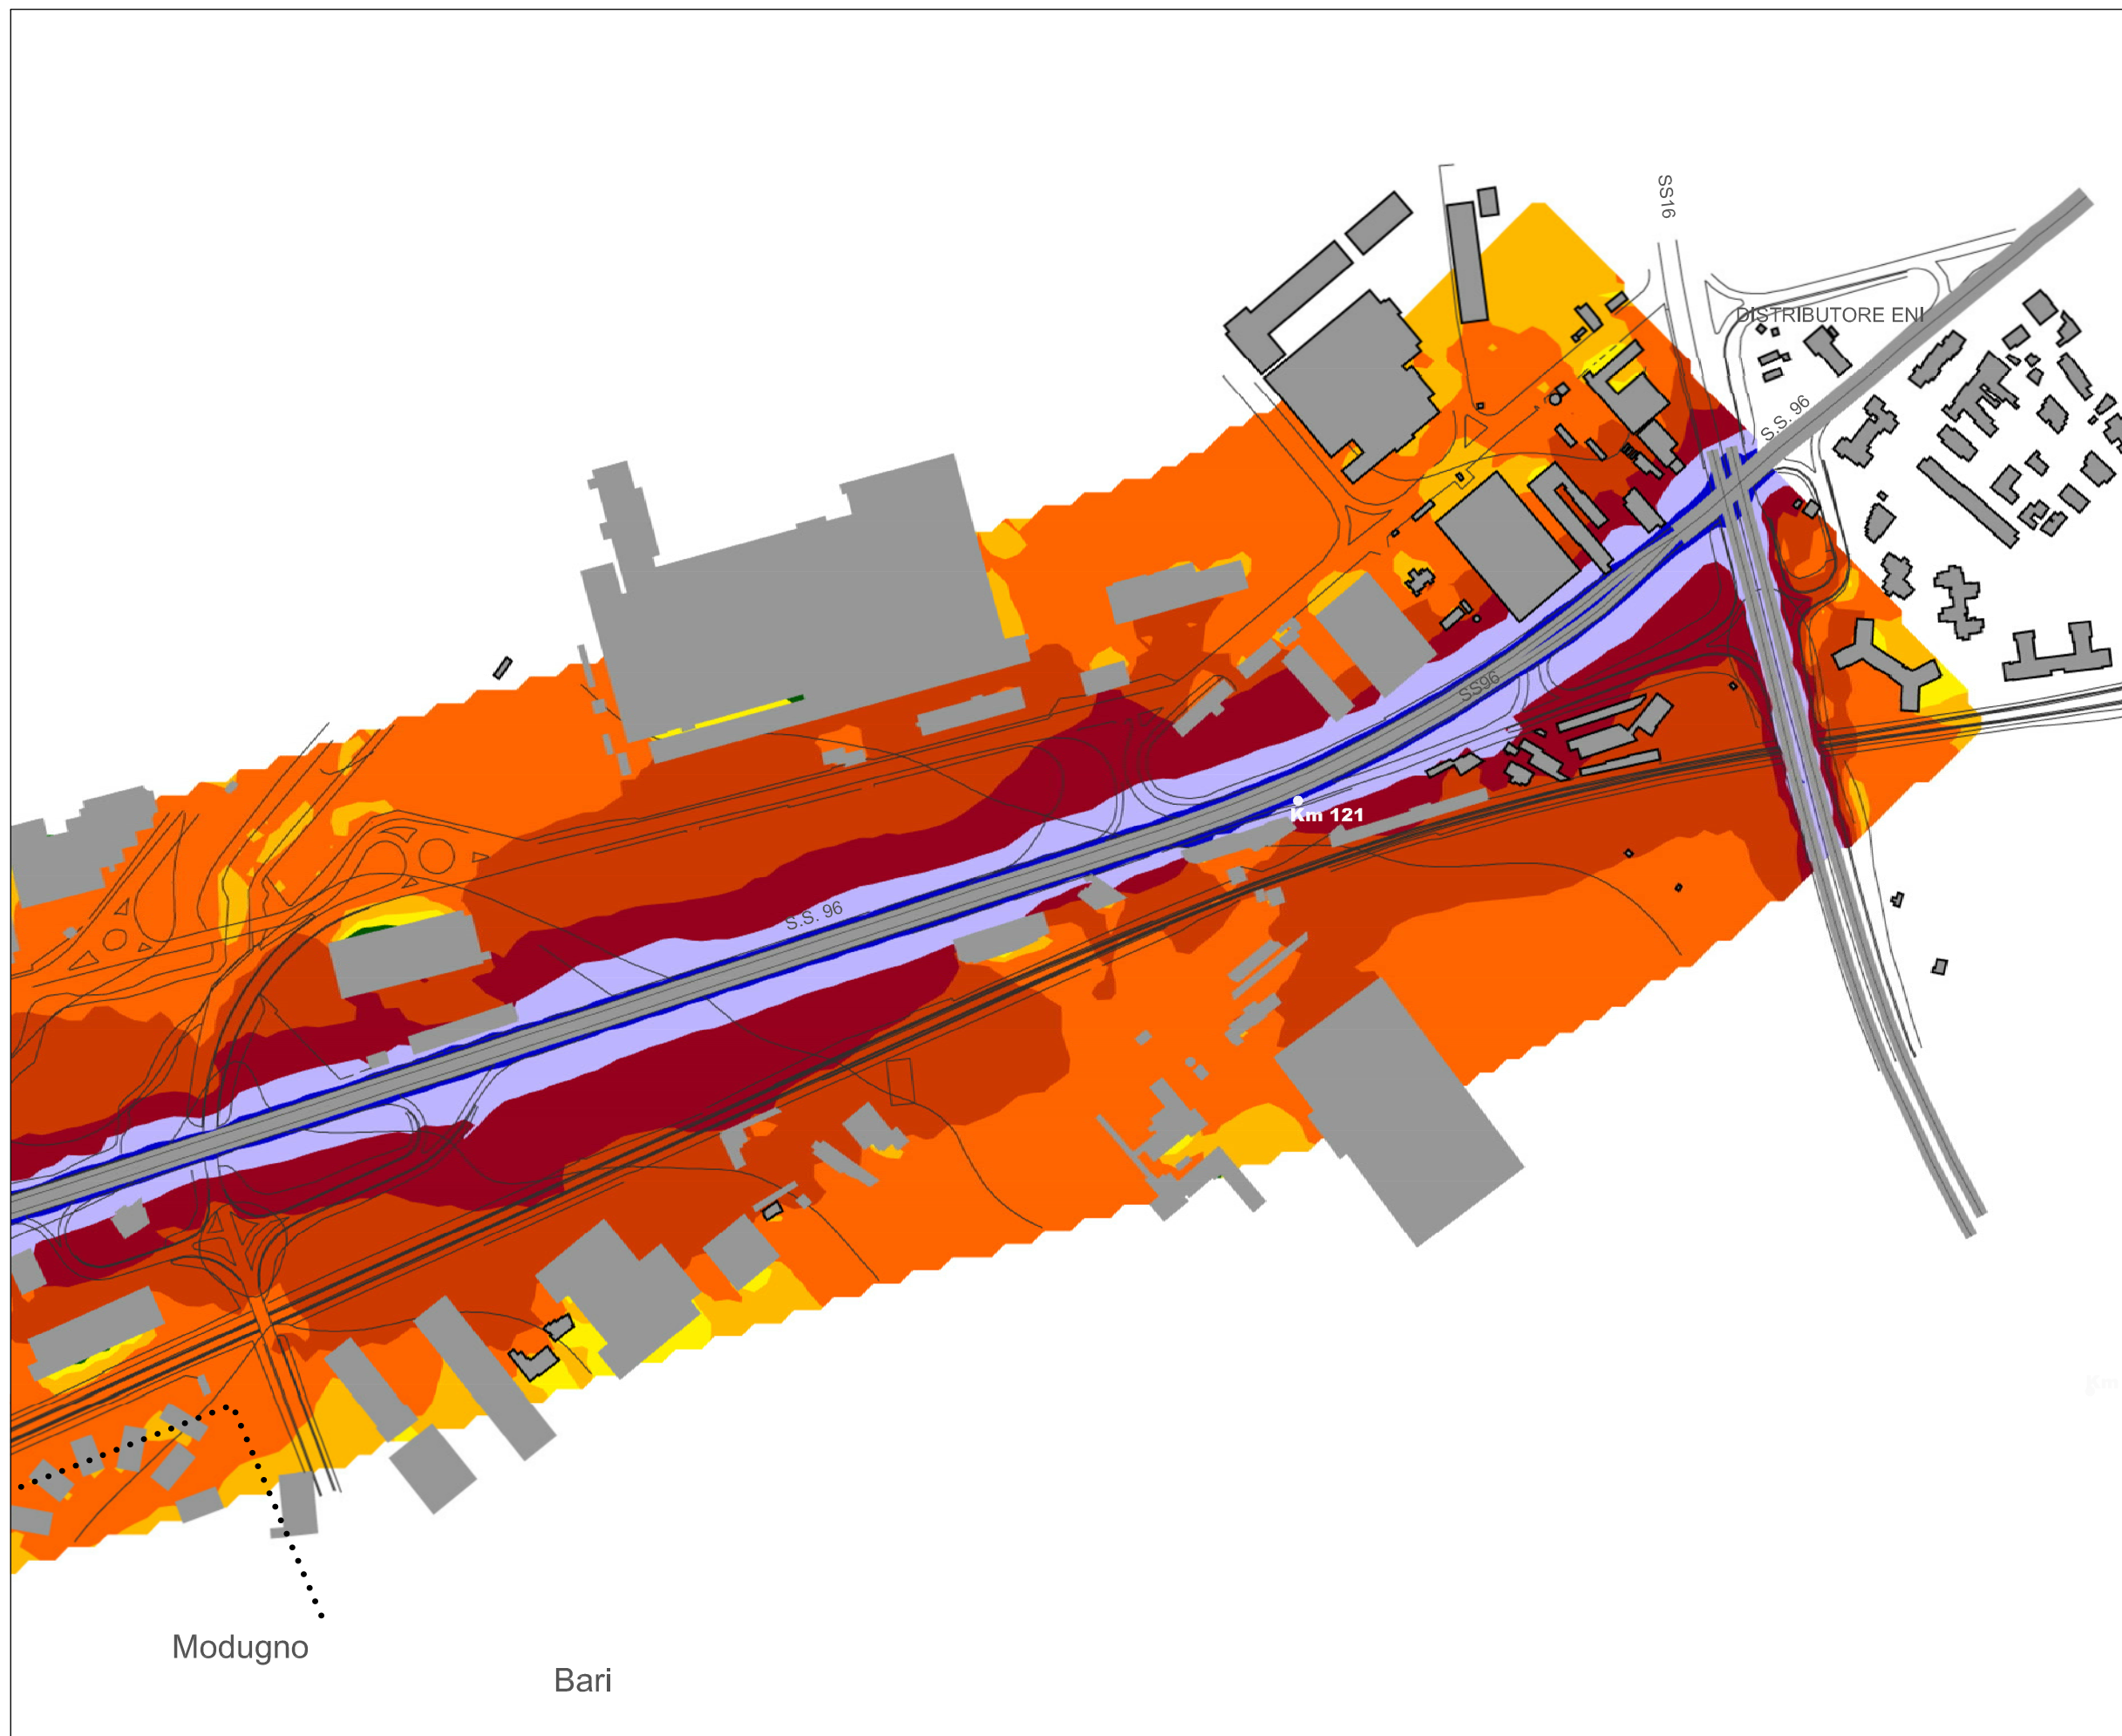 SS16
DISTRIBUTORE ENI
S.S. 96
SS96
Km 121
S.S. 96
Modugno
Bari